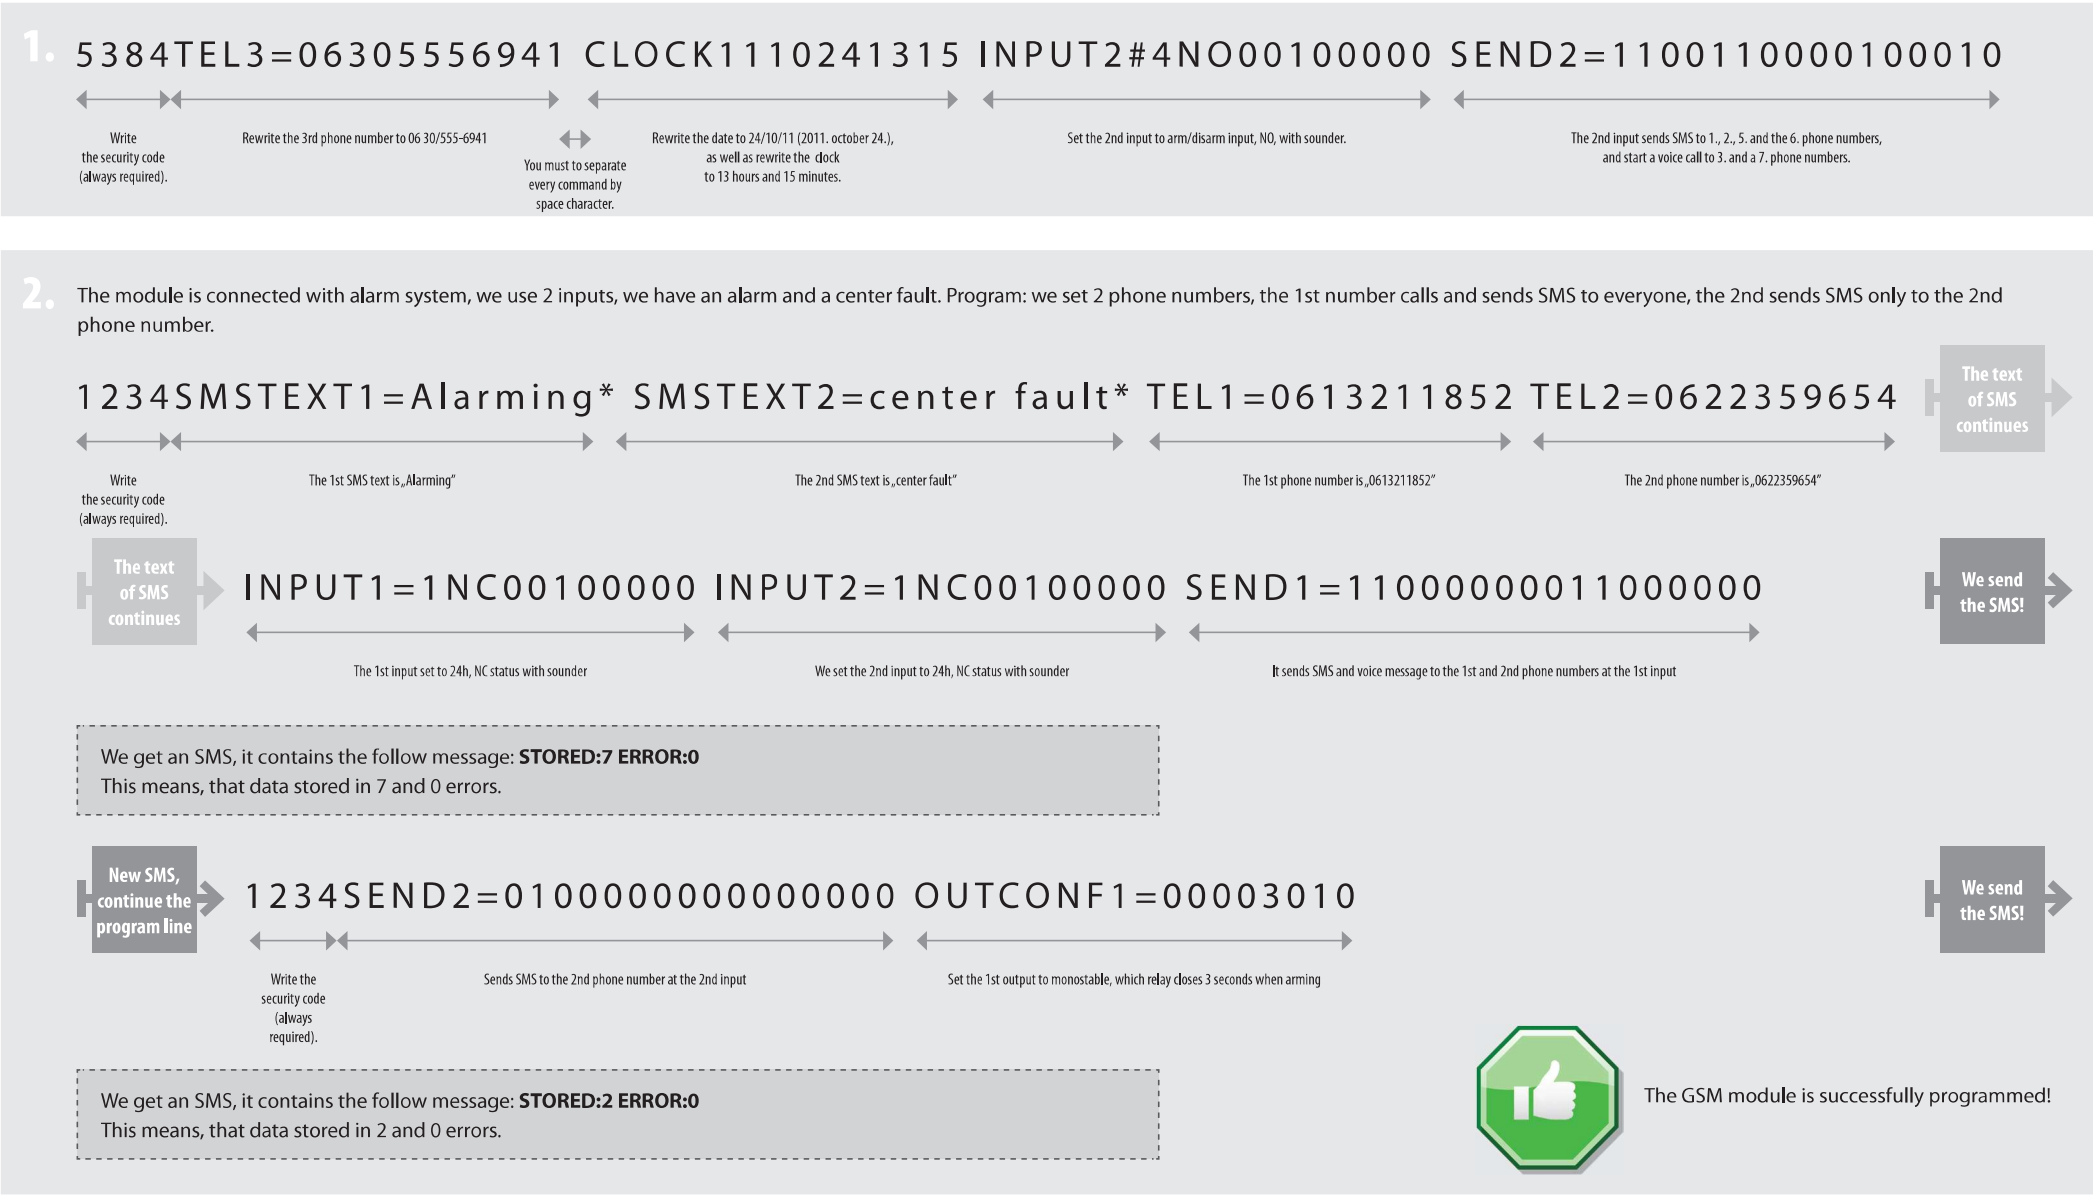 1.
5384TEL3=06305556941 CLOCK1110241315 INPUT2#4NO00100000 SEND2=1100110000100010
Write
the security code
(always required).
Rewrite the 3rd phone number to 06 30/555-6941
You must to separate
every command by
space character.
Rewrite the date to 24/10/11 (2011. october 24.),
as well as rewrite the clock
to 13 hours and 15 minutes.
Set the 2nd input to arm/disarm input, NO, with sounder.
The 2nd input sends SMS to 1., 2., 5. and the 6. phone numbers,
and start a voice call to 3. and a 7. phone numbers.
2.
The module is connected with alarm system, we use 2 inputs, we have an alarm and a center fault. Program: we set 2 phone numbers, the 1st number calls and sends SMS to everyone, the 2nd sends SMS only to the 2nd
phone number.
1234SMSTEXT1=Alarming* SMSTEXT2=center fault* TEL1=0613211852 TEL2=0622359654
The text
of SMS
continues
Write
the security code
(always required).
The 1st SMS text is „Alarming”
The 2nd SMS text is „center fault”
The 1st phone number is „0613211852”
The 2nd phone number is „0622359654”
The text
of SMS
continues
INPUT1=1NC00100000 INPUT2=1NC00100000 SEND1=1100000011000000
We send
the SMS!
The 1st input set to 24h, NC status with sounder
We set the 2nd input to 24h, NC status with sounder
It sends SMS and voice message to the 1st and 2nd phone numbers at the 1st input
We get an SMS, it contains the follow message: STORED:7 ERROR:0
This means, that data stored in 7 and 0 errors.
New SMS,
continue the
program line
1234SEND2=0100000000000000 OUTCONF1=00003010
We send
the SMS!
Write the
security code
(always
required).
Sends SMS to the 2nd phone number at the 2nd input
Set the 1st output to monostable, which relay closes 3 seconds when arming
We get an SMS, it contains the follow message: STORED:2 ERROR:0
This means, that data stored in 2 and 0 errors.
The GSM module is successfully programmed!